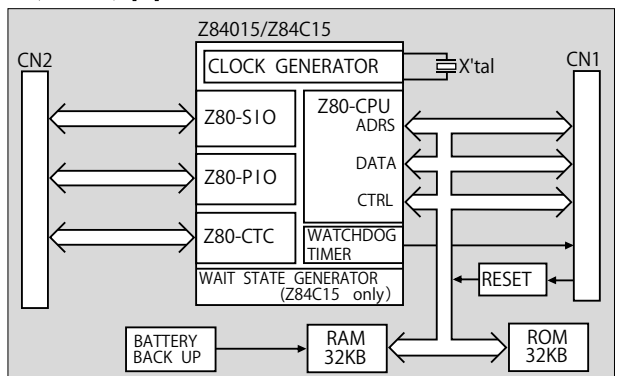 Z84015/Z84C15
CN2
CLOCK GENERATOR
X'tal
CN1
Z80-SIO
Z80-CPU
ADRS
Z80-PIO
DATA
CTRL
Z80-CTC
WATCHDOG
TIMER
WAIT STATE GENERATOR
(Z84C15 only)
RESET
BATTERY
BACK UP
RAM
32KB
ROM
32KB